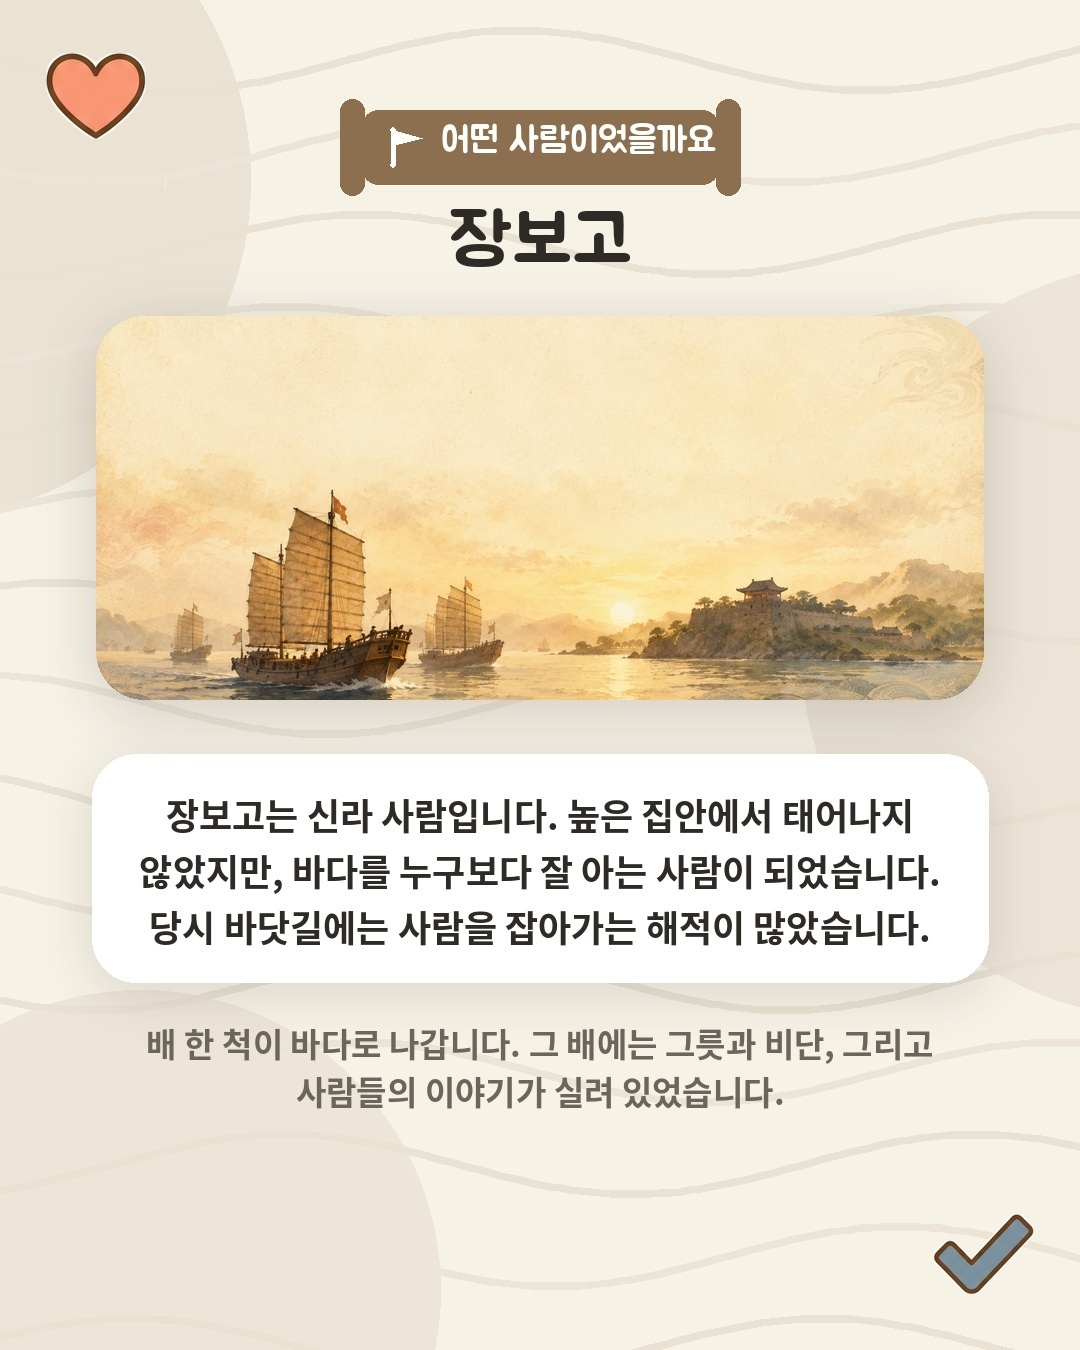 어떤 사람이었을까요
장보고
장보고는 신라 사람입니다. 높은 집안에서 태어나지
않았지만, 바다를 누구보다 잘 아는 사람이 되었습니다.
당시 바닷길에는 사람을 잡아가는 해적이 많았습니다.
배 한 척이 바다로 나갑니다. 그 배에는 그릇과 비단, 그리고
사람들의 이야기가 실려 있었습니다.